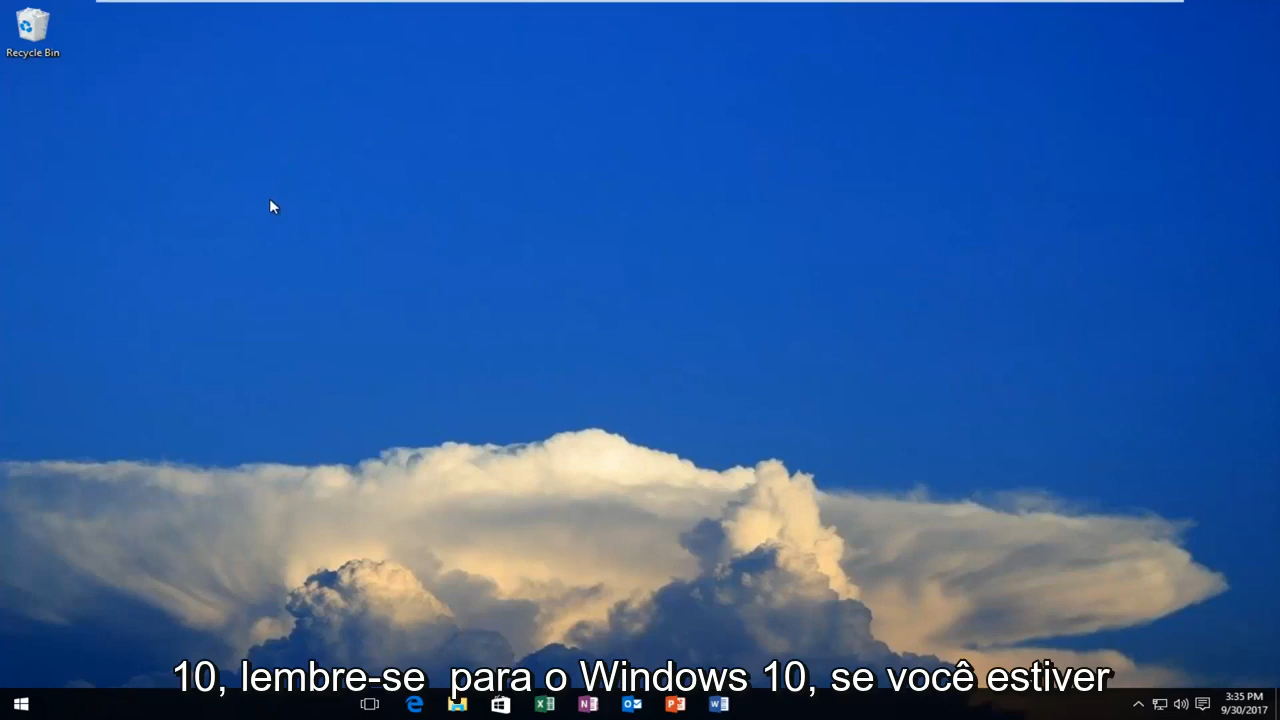 Recycle Bin
10, lembre-se para o Windows 10, se você estiver
3:35 PM
9/30/2017